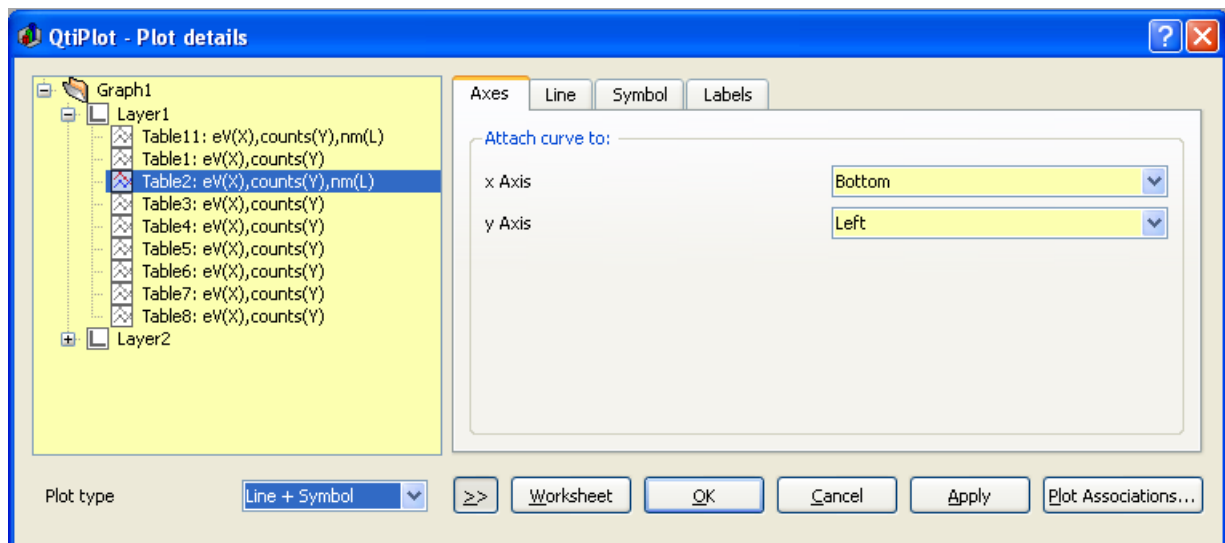 QtiPlot - Plot details
Graph1
Layer1
Table11: eV(X),counts(Y),nm(L)
Table1: eV(X),counts(Y)
Table2: eV(X),counts(Y),nm(L)
Table3: eV(X),counts(Y)
Table4: eV(X),counts(Y)
Table5: eV(X),counts(Y)
Table6: eV(X),counts(Y)
Table7: eV(X),counts(Y)
Table8: eV(X),counts(Y)
Layer2
Axes Line Symbol Labels
Attach curve to:
x Axis Bottom
y Axis Left
Plot type Line + Symbol >> Worksheet OK Cancel Apply Plot Associations...